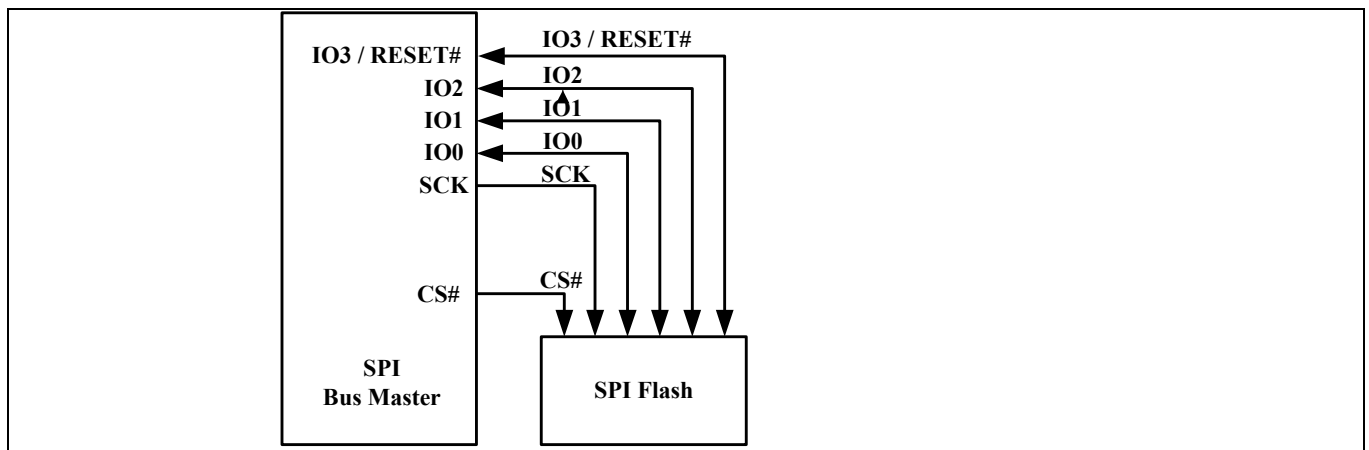 IO3 / RESET# IO3 / RESET#
IO2 IO2
IO1 IO1
IO0 IO0
SCK SCK
CS# CS#
SPI
Bus Master
SPI Flash